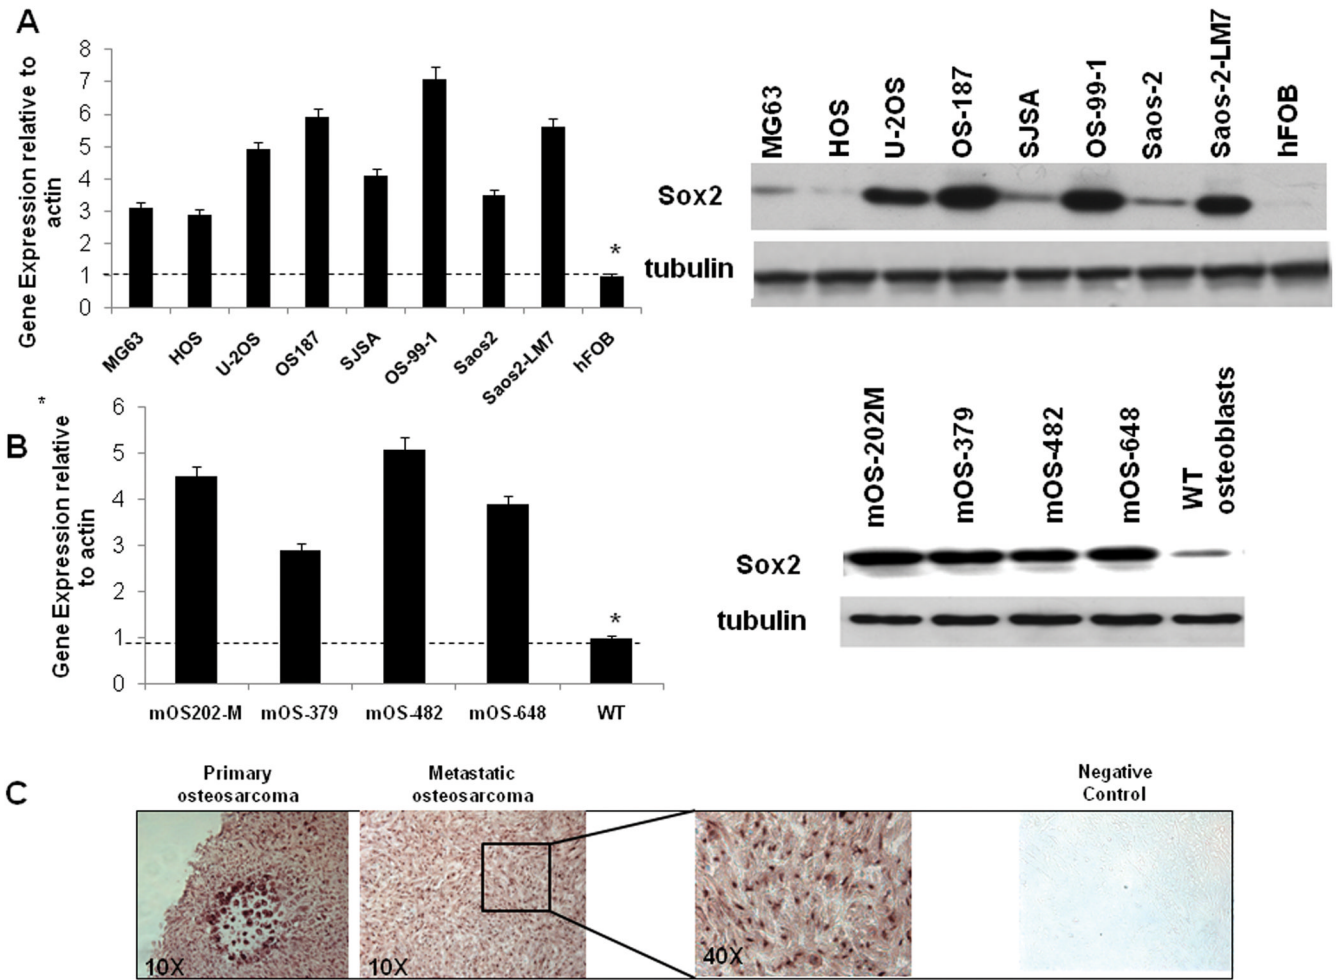 A
Gene Expression relative to
actin
8
7
6
5
4
3
2
1
0
*
MG63
HOS
U-2OS
OS187
SJSA
OS-99-1
Saos2
Saos2-LM7
hFOB
MG63
HOS
U-2OS
OS-187
SJSA
OS-99-1
Saos-2
Saos-2-LM7
hFOB
Sox2
tubulin
B
*
Gene Expression relative
to actin
6
5
4
3
2
1
0
*
mOS202-M
mOS-379
mOS-482
mOS-648
WT
mOS-202M
mOS-379
mOS-482
mOS-648
WT
osteoblasts
Sox2
tubulin
C
Primary
osteosarcoma
Metastatic
osteosarcoma
Negative
Control
10X
10X
40X